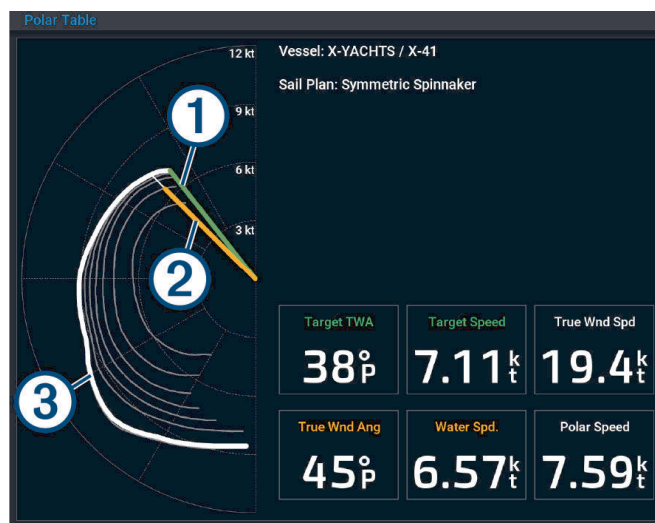 Polar Table
12 kt
9 kt
6 kt
3 kt
1
2
3
Vessel: X-YACHTS / X-41
Sail Plan: Symmetric Spinnaker
Target TWA
38°P
Target Speed
7.11kt
True Wnd Spd
19.4kt
True Wnd Ang
45°P
Water Spd.
6.57kt
Polar Speed
7.59kt